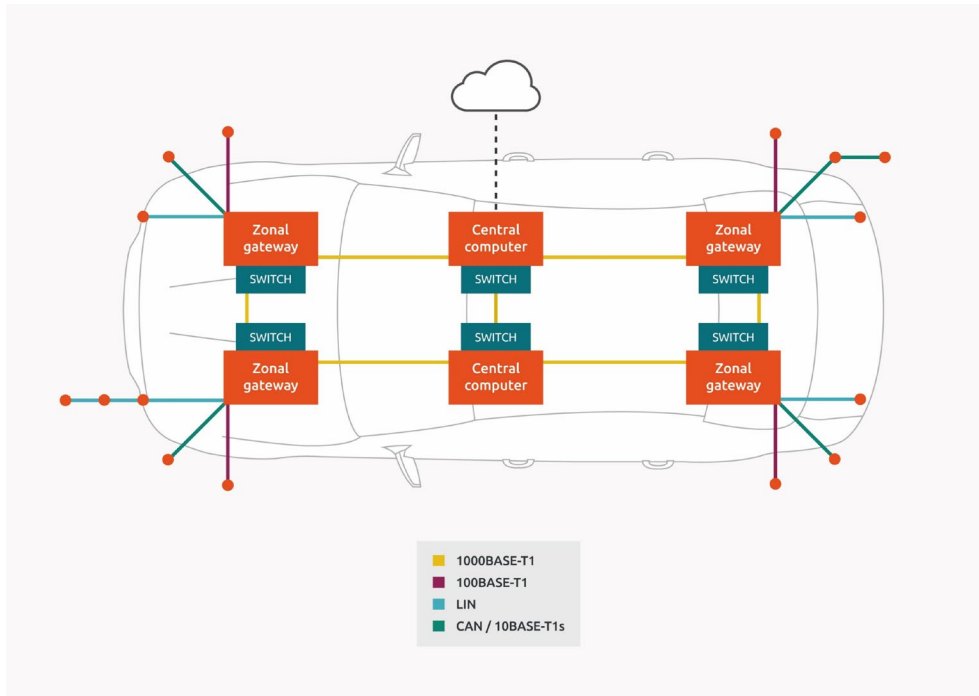 Zonal
gateway
Central
computer
Zonal
gateway
SWITCH
SWITCH
SWITCH
SWITCH
SWITCH
SWITCH
Zonal
gateway
Central
computer
Zonal
gateway
1000BASE-T1
100BASE-T1
LIN
CAN / 10BASE-T1s